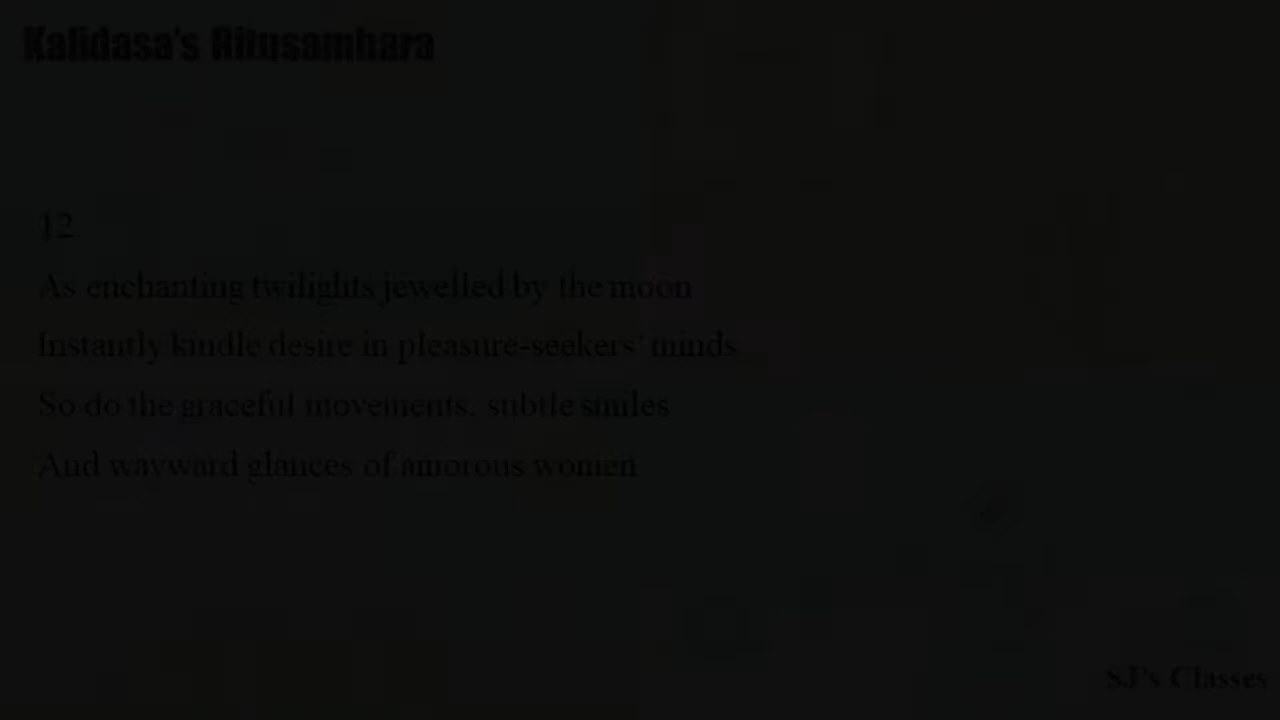 Kalidasa's Ritusamhara
12
As enchanting twilights jewelled by the moon
Instantly kindle desire in pleasure-seekers' minds
So do the graceful movements, subtle smiles
And wayward glances of amorous women
SJ's Classes